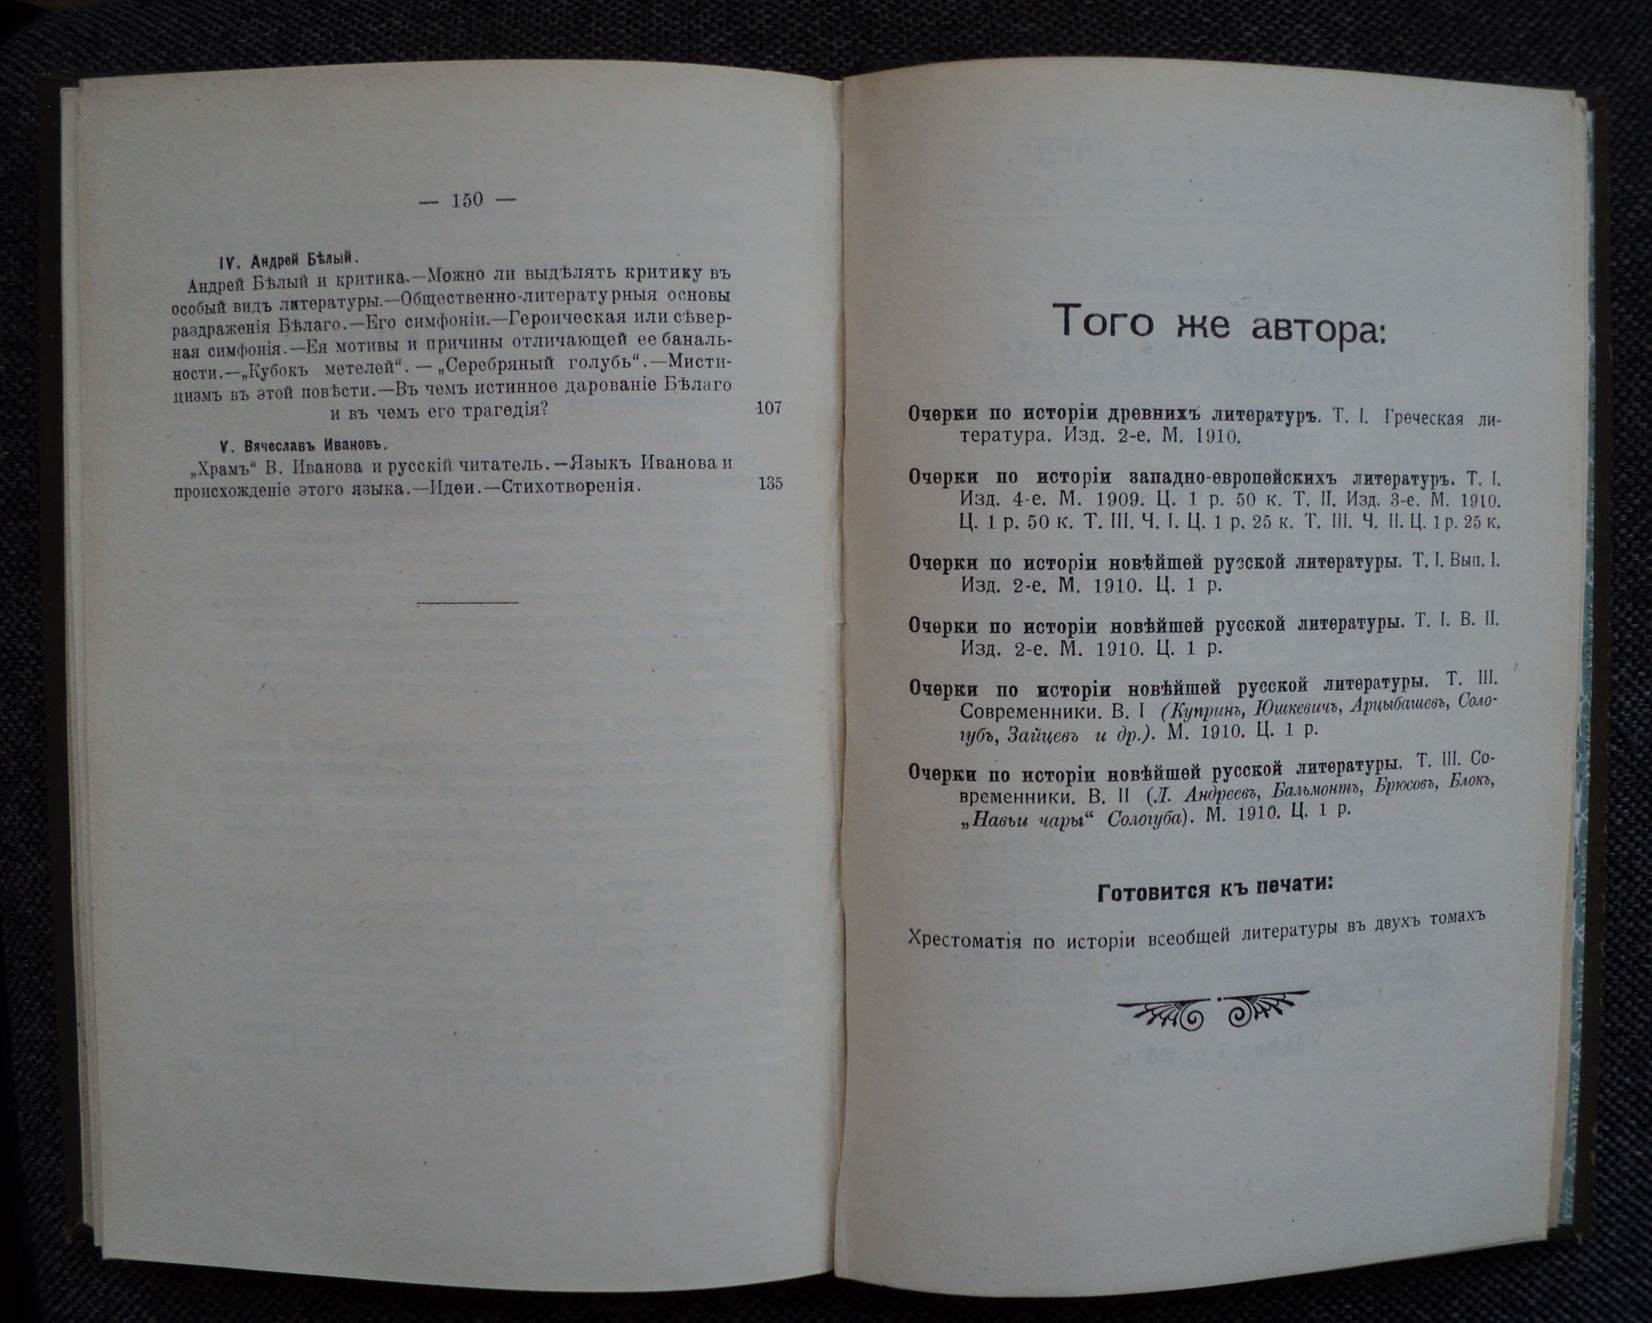 — 150 —
IV. Андрей Бѣлый.
Андрей Бѣлый и критика.—Можно ли выдѣлять критику въ
особый видъ литературы.—Общественно-литературныя основы
раздраженія Бѣлаго.—Его симфоніи.—Героическая или сѣвер-
ная симфонія.—Ея мотивы и причины отличающей ее баналь-
ности.—„Кубокъ метелей“. — „Серебряный голубь“.—Мисти-
цизмъ въ этой повѣсти.—Въ чемъ истинное дарованіе Бѣлаго
и въ чемъ его трагедія? 107
V. Вячеславъ Ивановъ.
„Храмъ“ В. Иванова и русскій читатель.—Языкъ Иванова и
происхожденіе этого языка.—Идеи.—Стихотворенія. 135
Того же автора:
Очерки по исторіи древнихъ литературъ. Т. I. Греческая ли-
тература. Изд. 2-е. М. 1910.
Очерки по исторіи западно-европейскихъ литературъ. Т. I.
Изд. 4-е. М. 1909. Ц. 1 р. 50 к. Т. II. Изд. 3-е. М. 1910.
Ц. 1 р. 50 к. Т. III. Ч. I. Ц. 1 р. 25 к. Т. III. Ч. II. Ц. 1 р. 25 к.
Очерки по исторіи новѣйшей русской литературы. Т. I. Вып. I.
Изд. 2-е. М. 1910. Ц. 1 р.
Очерки по исторіи новѣйшей русской литературы. Т. I. В. II.
Изд. 2-е. М. 1910. Ц. 1 р.
Очерки по исторіи новѣйшей русской литературы. Т. III.
Современники. В. I (Купринъ, Юшкевичъ, Арцыбашевъ, Соло-
губъ, Зайцевъ и др.). М. 1910. Ц. 1 р.
Очерки по исторіи новѣйшей русской литературы. Т. III. Со-
временники. В. II (Л. Андреевъ, Бальмонтъ, Брюсовъ, Блокъ,
„Навьи чары“ Сологуба). М. 1910. Ц. 1 р.
Готовится къ печати:
Хрестоматія по исторіи всеобщей литературы въ двухъ томахъ